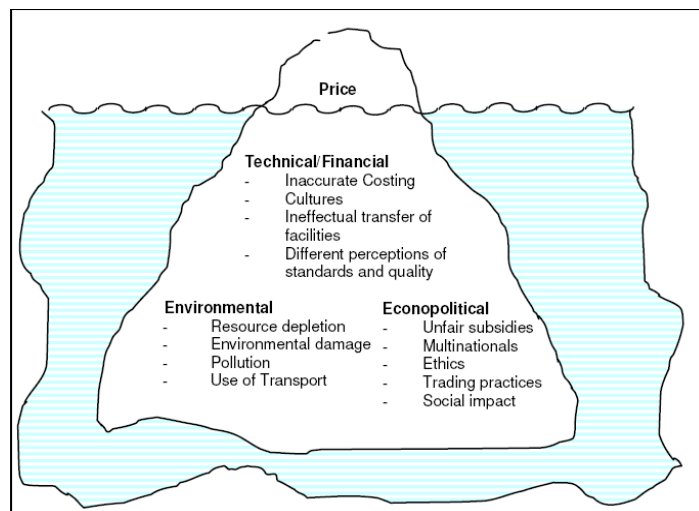 Price
Technical/Financial
- Inaccurate Costing
- Cultures
- Ineffectual transfer of
facilities
- Different perceptions of
standards and quality
Environmental
- Resource depletion
- Environmental damage
- Pollution
- Use of Transport
Econopolitical
- Unfair subsidies
- Multinationals
- Ethics
- Trading practices
- Social impact